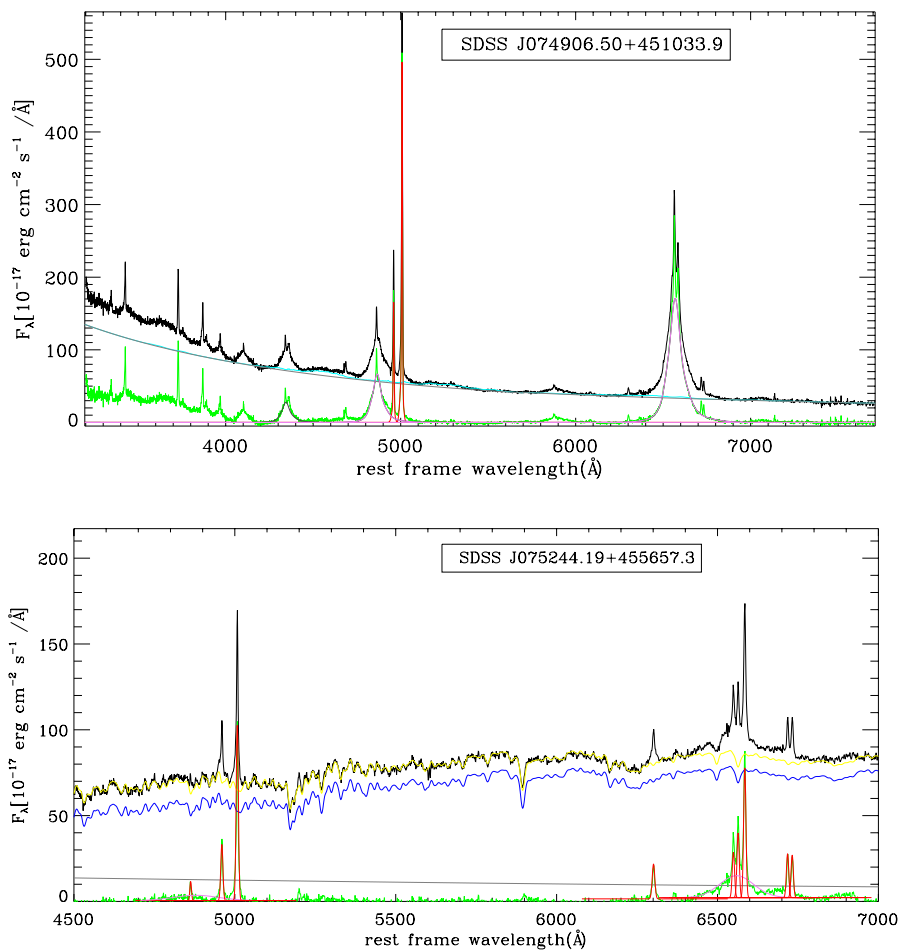 SDSS J074906.50+451033.9
500
400
300
200
100
0
F_λ[10^−17 erg cm^−2 s^−1 /Å]
4000 5000 6000 7000
rest frame wavelength(Å)
SDSS J075244.19+455657.3
200
150
100
50
0
F_λ[10^−17 erg cm^−2 s^−1 /Å]
4500 5000 5500 6000 6500 7000
rest frame wavelength(Å)